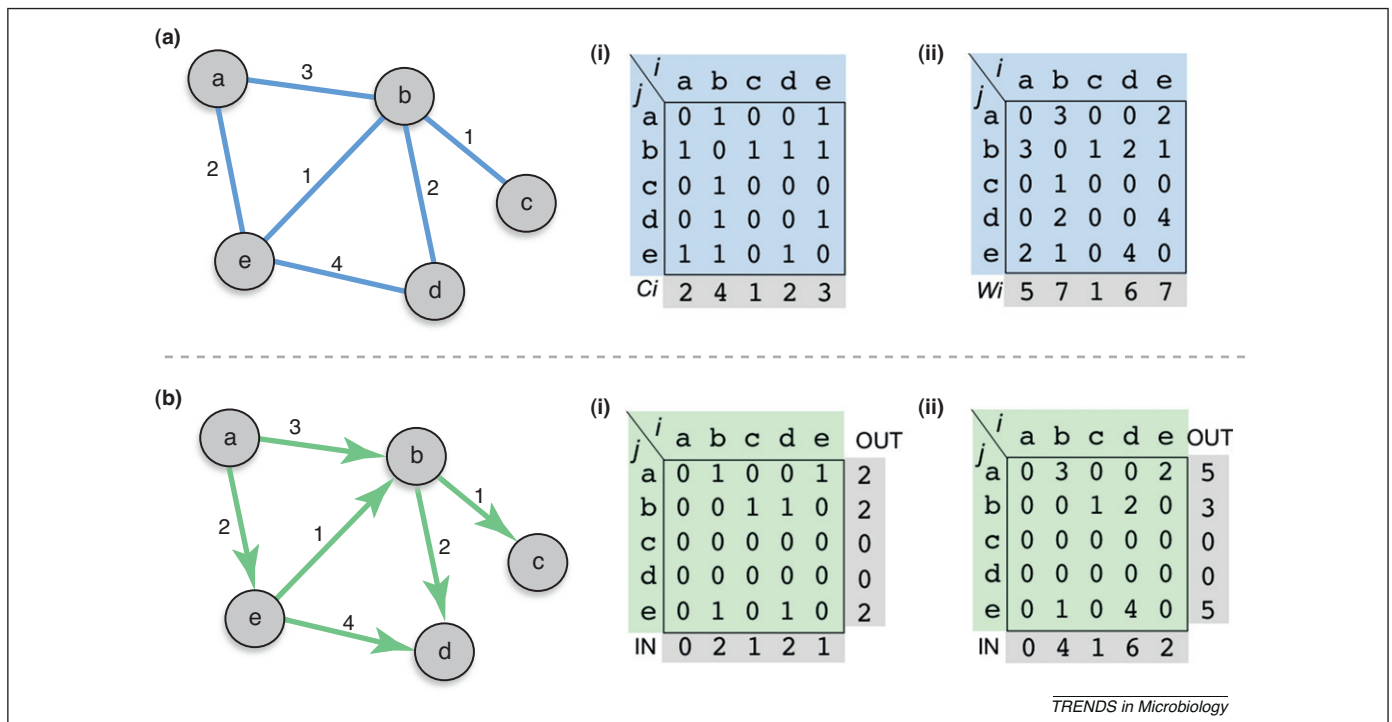 (a)
a
3
b
1
c
2
1
2
e
4
d
(i)
i
j
a b c d e
a 0 1 0 0 1
b 1 0 1 1 1
c 0 1 0 0 0
d 0 1 0 0 1
e 1 1 0 1 0
Ci 2 4 1 2 3
(ii)
i
j
a b c d e
a 0 3 0 0 2
b 3 0 1 2 1
c 0 1 0 0 0
d 0 2 0 0 4
e 2 1 0 4 0
Wi 5 7 1 6 7
(b)
a
3
b
1
c
2
1
2
e
4
d
(i)
i
j
a b c d e OUT
a 0 1 0 0 1 2
b 0 0 1 1 0 2
c 0 0 0 0 0 0
d 0 0 0 0 0 0
e 0 1 0 1 0 2
IN 0 2 1 2 1
(ii)
i
j
a b c d e OUT
a 0 3 0 0 2 5
b 0 0 1 2 0 3
c 0 0 0 0 0 0
d 0 0 0 0 0 0
e 0 1 0 4 0 5
IN 0 4 1 6 2
TRENDS in Microbiology